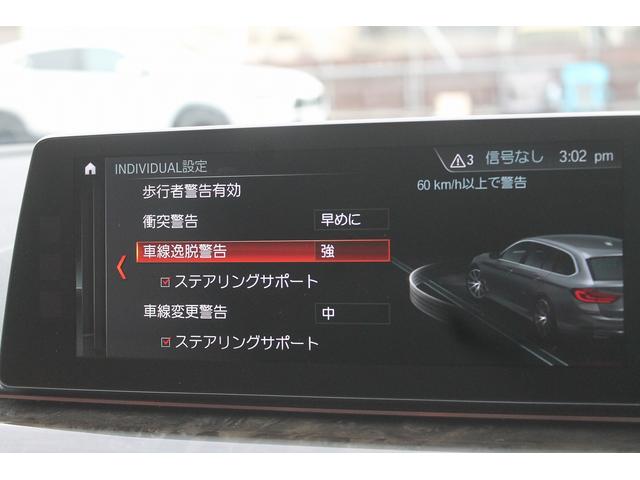 INDIVIDUAL設定
3 信号なし 3:02 pm
歩行者警告有効
60 km/h以上で警告
衝突警告 早めに
車線逸脱警告 強
ステアリングサポート
車線変更警告 中
ステアリングサポート